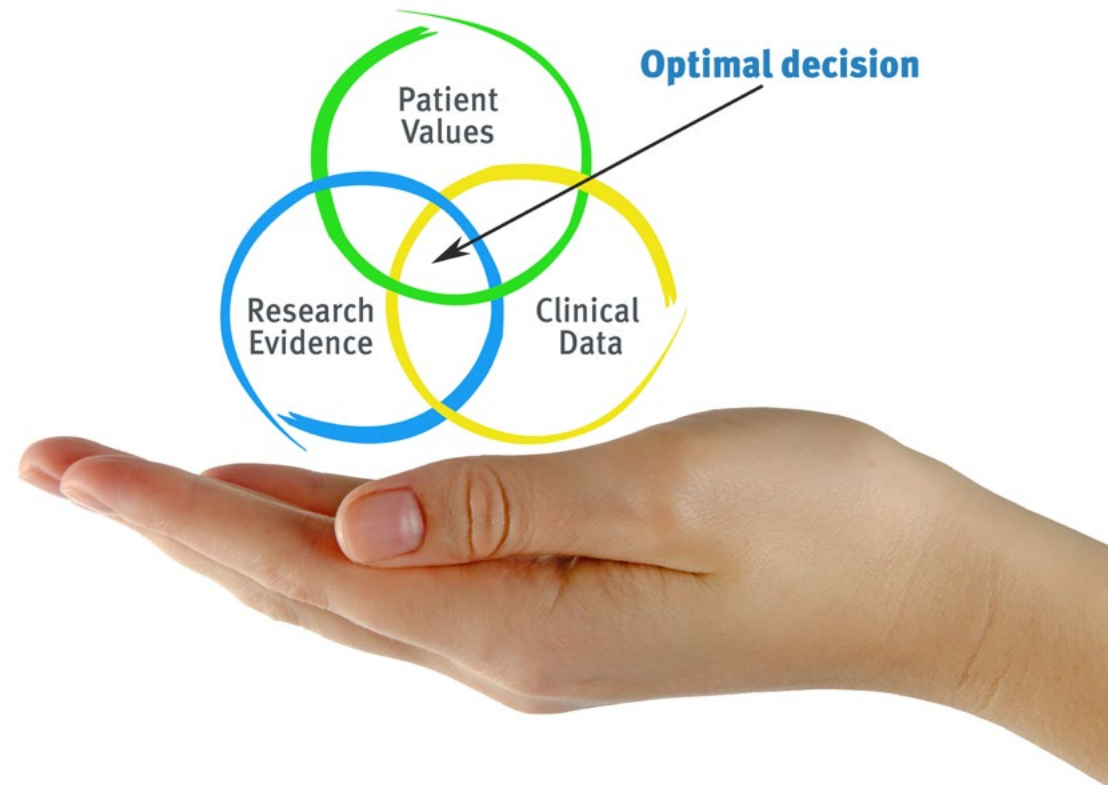 Optimal decision
Patient
Values
Research
Evidence
Clinical
Data